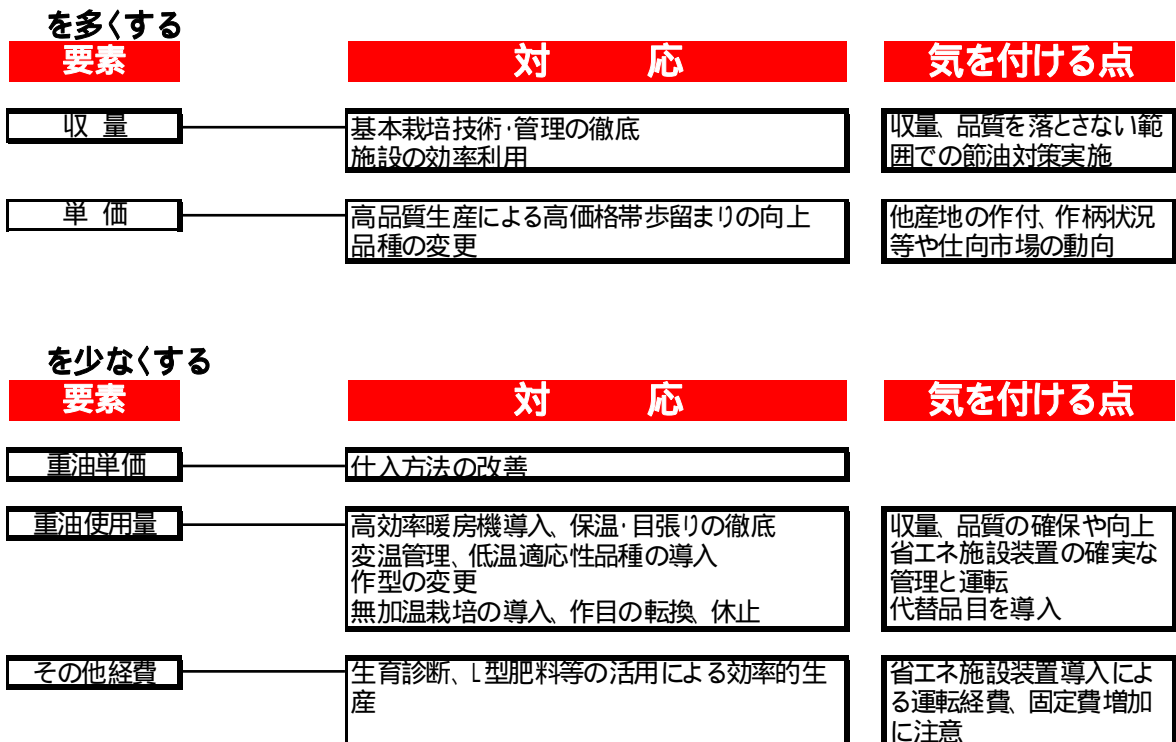 を多くする
要素 対 応 気を付ける点
収 量
基本栽培技術・管理の徹底
施設の効率利用
収量、品質を落とさない範
囲での節油対策実施
単 価
高品質生産による高価格帯歩留まりの向上
品種の変更
他産地の作付、作柄状況
等や仕向市場の動向
を少なくする
要素 対 応 気を付ける点
重油単価
仕入方法の改善
重油使用量
高効率暖房機導入、保温・目張りの徹底
変温管理、低温適応性品種の導入
作型の変更
無加温栽培の導入、作目の転換、休止
収量、品質の確保や向上
省エネ施設装置の確実な
管理と運転
代替品目を導入
その他経費
生育診断、L型肥料等の活用による効率的生
産
省エネ施設装置導入によ
る運転経費、固定費増加
に注意